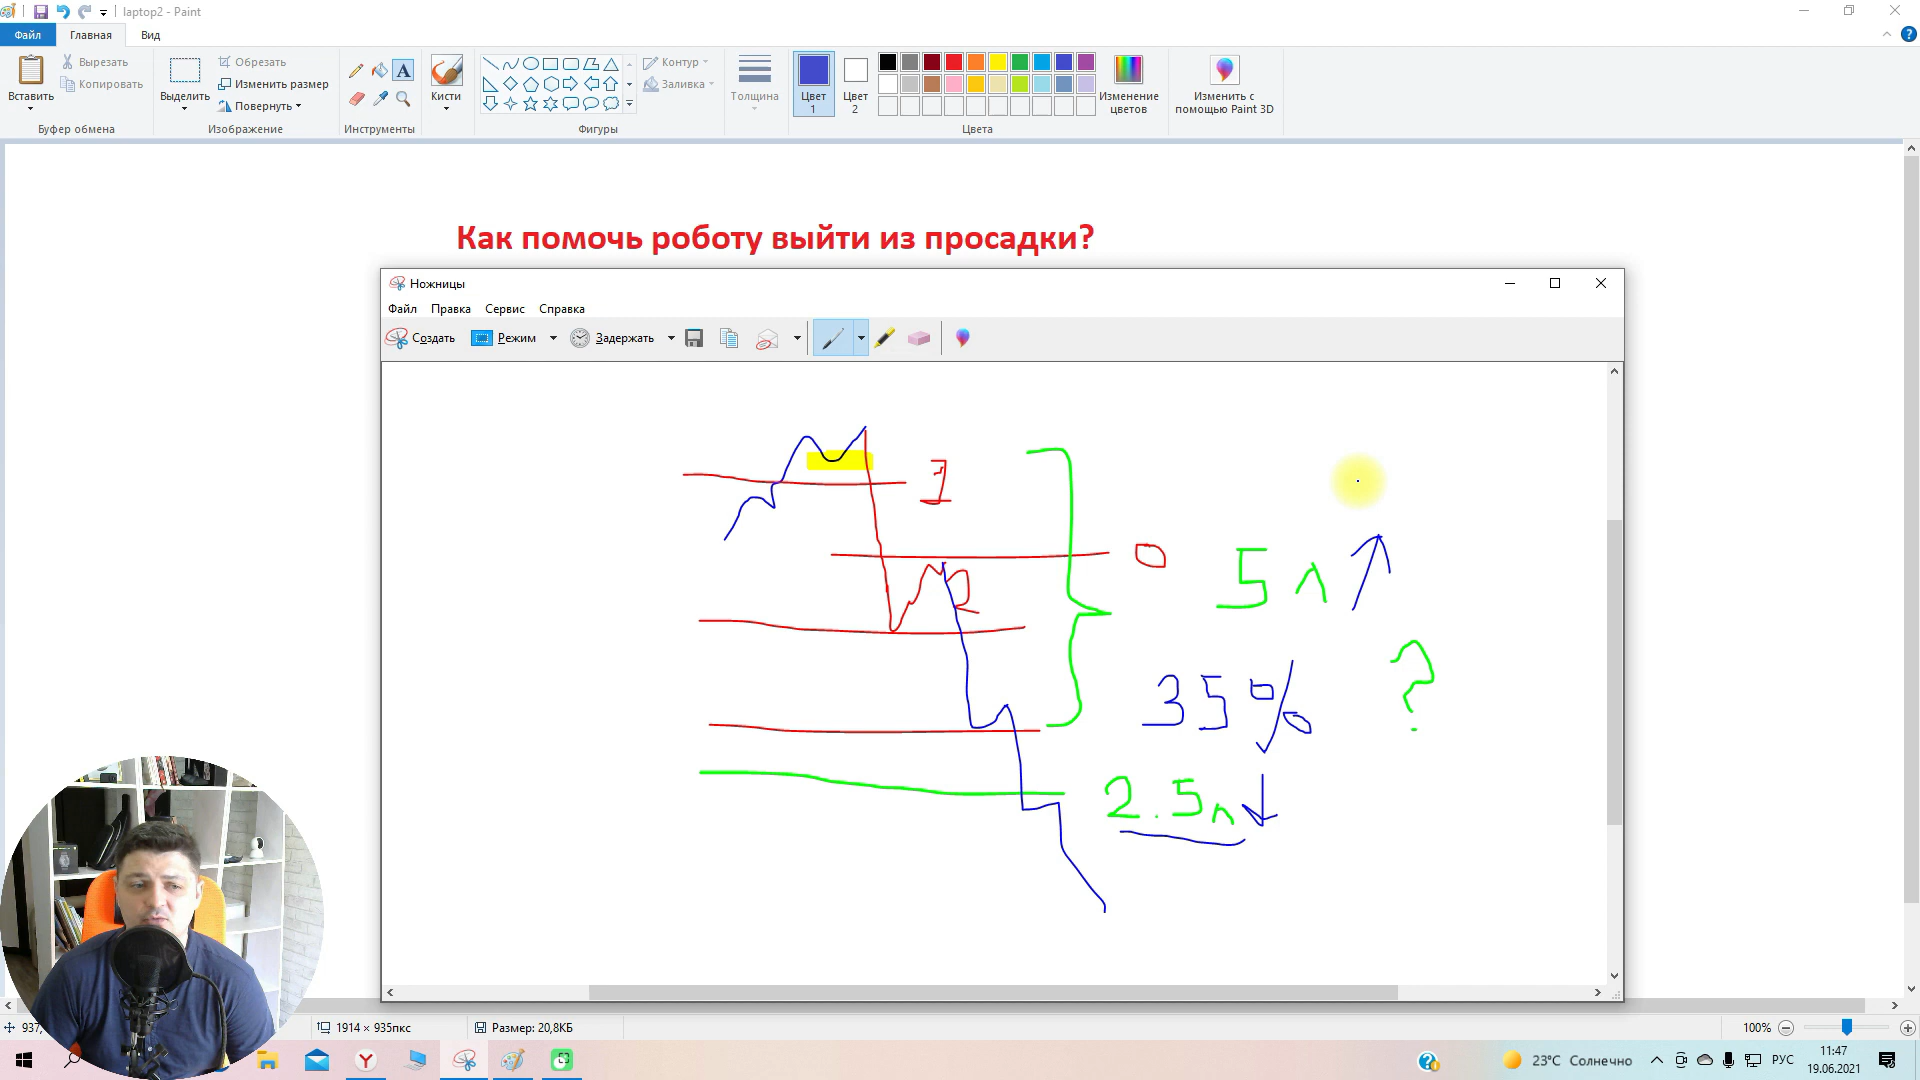 laptop2 - Paint
Файл Главная Вид
Вставить
Вырезать
Копировать
Буфер обмена
Выделить
Обрезать
Изменить размер
Повернуть
Изображение
A
Инструменты
Кисти
Контур
Заливка
Фигуры
Толщина
Цвет
1
Цвет
2
Цвета
Изменение
цветов
Изменить с
помощью Paint 3D
Как помочь роботу выйти из просадки?
Ножницы
Файл Правка Сервис Справка
Создать Режим Задержать
0
5 л
35%
?
2.5л
937,
1914 × 935пкс
Размер: 20,8КБ
100%
23°C Солнечно
РУС
11:47
19.06.2021